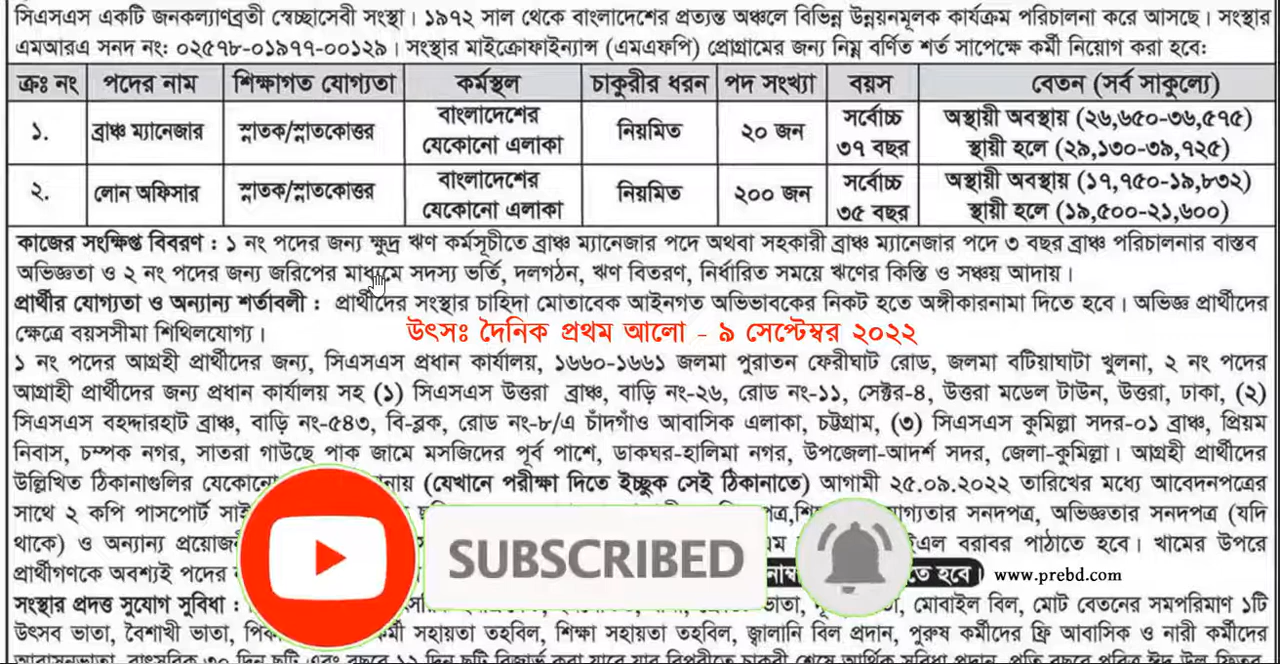 সিএসএস একটি জনকল্যাণব্রতী স্বেচ্ছাসেবী সংস্থা। ১৯৭২ সাল থেকে বাংলাদেশের প্রত্যন্ত অঞ্চলে বিভিন্ন উন্নয়নমূলক কার্যক্রম পরিচালনা করে আসছে। সংস্থার
এমআরএ সনদ নং: ০২৫৭৮-০১৯৭৭-০০১২৯। সংস্থার মাইক্রোফাইন্যান্স (এমএফপি) প্রোগ্রামের জন্য নিম্ন বর্ণিত শর্ত সাপেক্ষে কর্মী নিয়োগ করা হবে:
ক্রঃ নং পদের নাম শিক্ষাগত যোগ্যতা কর্মস্থল চাকুরীর ধরন পদ সংখ্যা বয়স বেতন (সর্ব সাকুল্যে)
১. ব্রাঞ্চ ম্যানেজার স্নাতক/স্নাতকোত্তর বাংলাদেশের যেকোনো এলাকা নিয়মিত ২০ জন সর্বোচ্চ ৩৭ বছর অস্থায়ী অবস্থায় (২৬,৬৫০-৩৬,৫৭৫) স্থায়ী হলে (২৯,১৩০-৩৯,৭২৫)
২. লোন অফিসার স্নাতক/স্নাতকোত্তর বাংলাদেশের যেকোনো এলাকা নিয়মিত ২০০ জন সর্বোচ্চ ৩৫ বছর অস্থায়ী অবস্থায় (১৭,৭৫০-১৯,৮৩২) স্থায়ী হলে (১৯,৫০০-২১,৬০০)
কাজের সংক্ষিপ্ত বিবরণ : ১ নং পদের জন্য ক্ষুদ্র ঋণ কর্মসূচীতে ব্রাঞ্চ ম্যানেজার পদে অথবা সহকারী ব্রাঞ্চ ম্যানেজার পদে ৩ বছর ব্রাঞ্চ পরিচালনার বাস্তব
অভিজ্ঞতা ও ২ নং পদের জন্য জরিপের মাধ্যমে সদস্য ভর্তি, দলগঠন, ঋণ বিতরণ, নির্ধারিত সময়ে ঋণের কিস্তি ও সঞ্চয় আদায়।
প্রার্থীর যোগ্যতা ও অন্যান্য শর্তাবলী : প্রার্থীদের সংস্থার চাহিদা মোতাবেক আইনগত অভিভাবকের নিকট হতে অঙ্গীকারনামা দিতে হবে। অভিজ্ঞ প্রার্থীদের
ক্ষেত্রে বয়সসীমা শিথিলযোগ্য। উৎসঃ দৈনিক প্রথম আলো - ৯ সেপ্টেম্বর ২০২২
১ নং পদের আগ্রহী প্রার্থীদের জন্য, সিএসএস প্রধান কার্যালয়, ১৬৬০-১৬৬১ জলমা পুরাতন ফেরীঘাট রোড, জলমা বটিয়াঘাটা খুলনা, ২ নং পদের
আগ্রাহী প্রার্থীদের জন্য প্রধান কার্যালয় সহ (১) সিএসএস উত্তরা ব্রাঞ্চ, বাড়ি নং-২৬, রোড নং-১১, সেক্টর-৪, উত্তরা মডেল টাউন, উত্তরা, ঢাকা, (২)
সিএসএস বহদ্দারহাট ব্রাঞ্চ, বাড়ি নং-৫৪৩, বি-ব্লক, রোড নং-৮/এ চাঁদগাঁও আবাসিক এলাকা, চট্টগ্রাম, (৩) সিএসএস কুমিল্লা সদর-০১ ব্রাঞ্চ, প্রিয়ম
নিবাস, চম্পক নগর, সাতরা গাউছে পাক জামে মসজিদের পূর্ব পাশে, ডাকঘর-হালিমা নগর, উপজেলা-আদর্শ সদর, জেলা-কুমিল্লা। আগ্রহী প্রার্থীদের
উল্লিখিত ঠিকানাগুলির যেকোনো (যেখানে পরীক্ষা দিতে ইচ্ছুক সেই ঠিকানাতে) আগামী ২৫.০৯.২০২২ তারিখের মধ্যে আবেদনপত্রের
সাথে ২ কপি পাসপোর্ট সনদপত্র, অভিজ্ঞতার সনদপত্র (যদি
থাকে) ও অন্যান্য বরাবর পাঠাতে হবে। খামের উপরে
প্রার্থীগণকে অবশ্যই পদের হবে। www.prebd.com
SUBSCRIBED
সংস্থার প্রদত্ত সুযোগ সুবিধা : মোবাইল বিল, মোট বেতনের সমপরিমাণ ১টি
উৎসব ভাতা, বৈশাখী ভাতা, সহায়তা তহবিল, শিক্ষা সহায়তা তহবিল, জ্বালানি বিল প্রদান, পুরুষ কর্মীদের ফ্রি আবাসিক ও নারী কর্মীদের